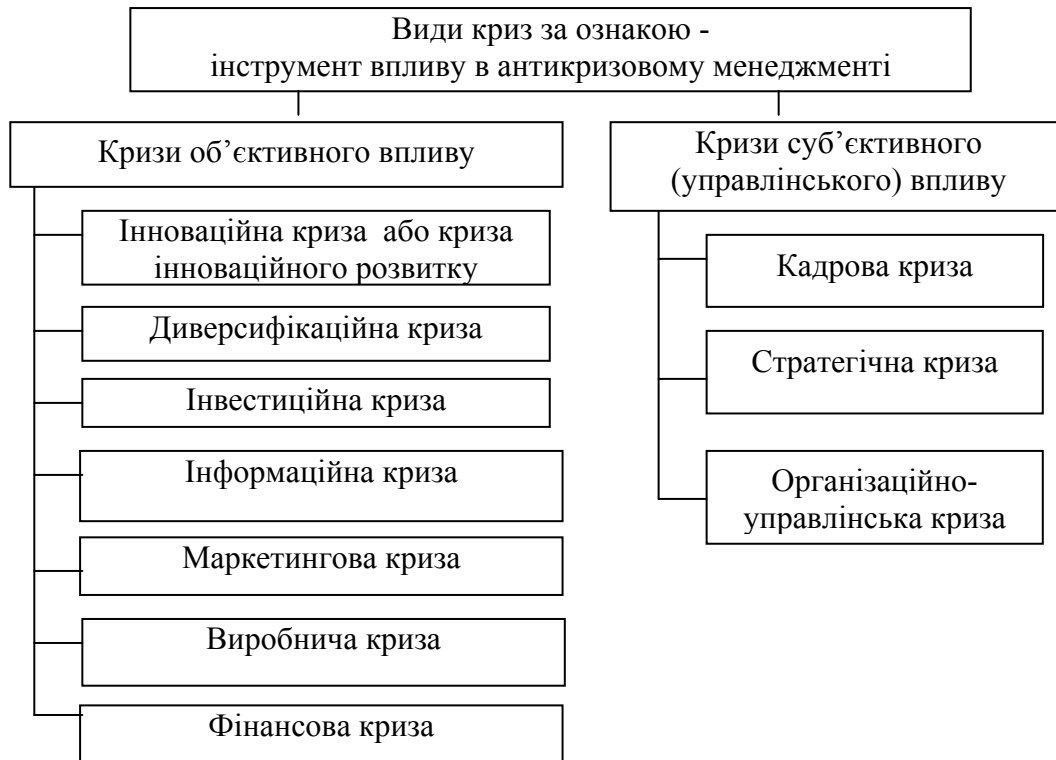 Види криз за ознакою -
інструмент впливу в антикризовому менеджменті
Кризи об’єктивного впливу
Інноваційна криза  або криза
інноваційного розвитку
Диверсифікаційна криза
Інвестиційна криза
Інформаційна криза
Маркетингова криза
Виробнича криза
Фінансова криза
Кризи суб’єктивного
(управлінського) впливу
Кадрова криза
Стратегічна криза
Організаційно-
управлінська криза